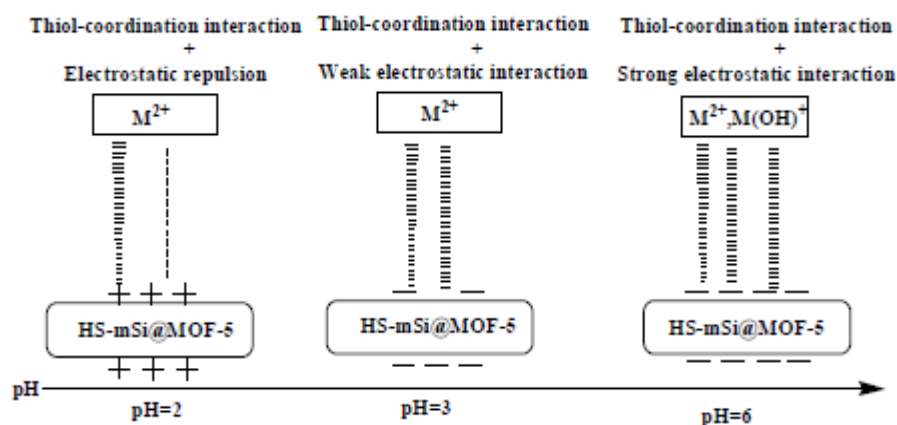 Thiol-coordination interaction
+
Electrostatic repulsion
M2+
HS-mSi@MOF-5
pH=2
Thiol-coordination interaction
+
Weak electrostatic interaction
M2+
HS-mSi@MOF-5
pH=3
Thiol-coordination interaction
+
Strong electrostatic interaction
M2+,M(OH)+
HS-mSi@MOF-5
pH=6
pH